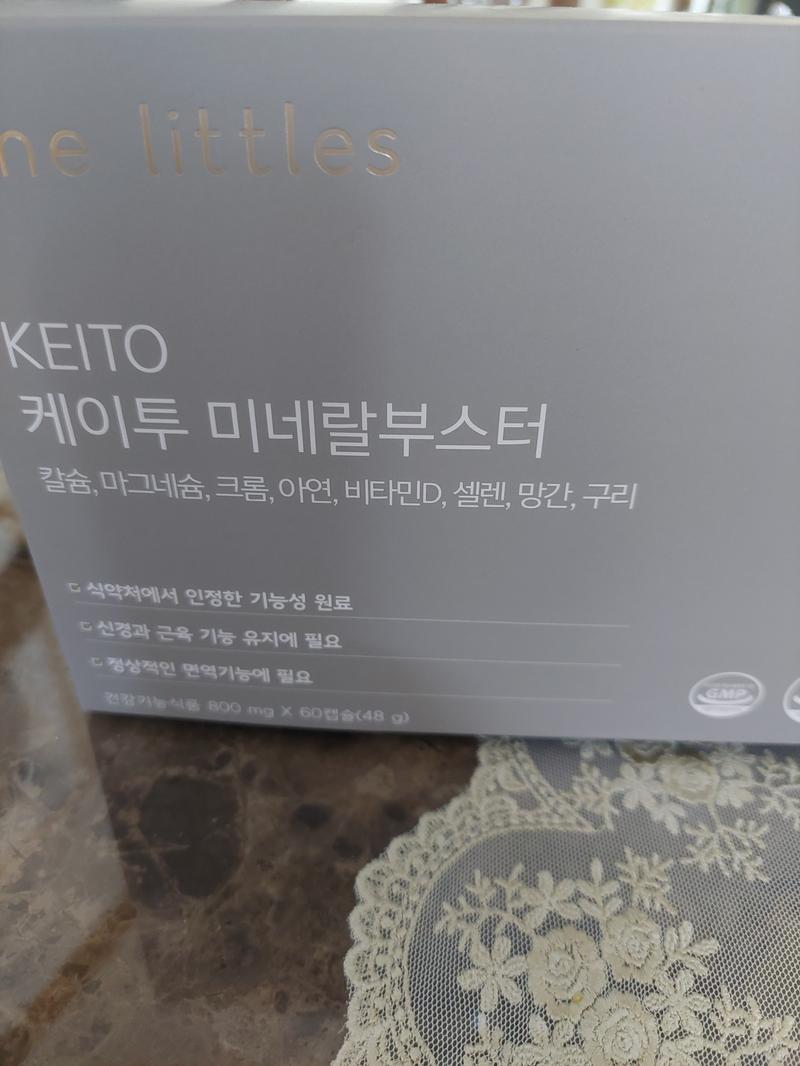 ne littles
KEITO
케이투 미네랄부스터
칼슘, 마그네슘, 크롬, 아연, 비타민D, 셀렌, 망간, 구리
식약처에서 인정한 기능성 원료
신경과 근육 기능 유지에 필요
정상적인 면역기능에 필요
건강기능식품 800 mg X 60캡슐(48 g)
GMP